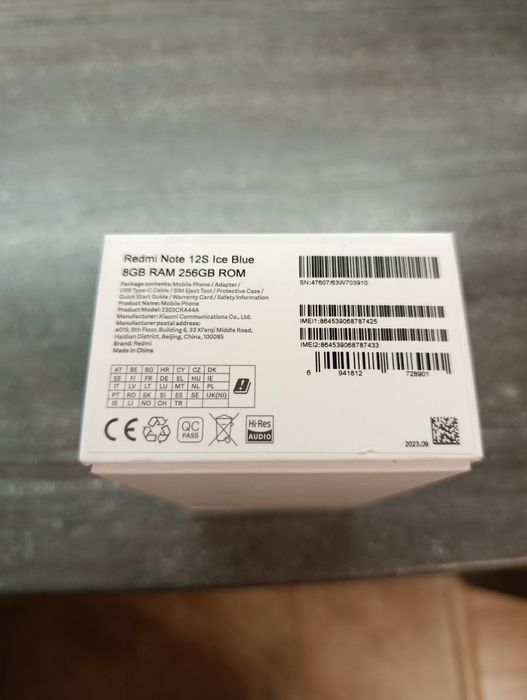 Redmi Note 12S Ice Blue
8GB RAM 256GB ROM
Package contents: Mobile Phone / Adapter /
USB Type-C Cable / SIM Eject Tool / Protective Case /
Quick Start Guide / Warranty Card / Safety Information
Product Name: Mobile Phone
Product Model: 2303CRA44A
Manufacturer: Xiaomi Communications Co., Ltd.
Manufacturer postal address:
#019, 9th Floor, Building 6, 33 Xi'erqi Middle Road,
Haidian District, Beijing, China, 100085
Brand: Redmi
Made in China
AT BE BG HR CY CZ DK
EE FI FR DE EL HU IE
IT LV LT LU MT NL PL
PT RO SK SI ES SE UK(NI)
IS LI NO CH TR
CE
QC
PASS
Hi-Res
AUDIO
SN:47607/63W703910
IMEI1:864539068787425
IMEI2:864539068787433
6 941812 728901
2023.09